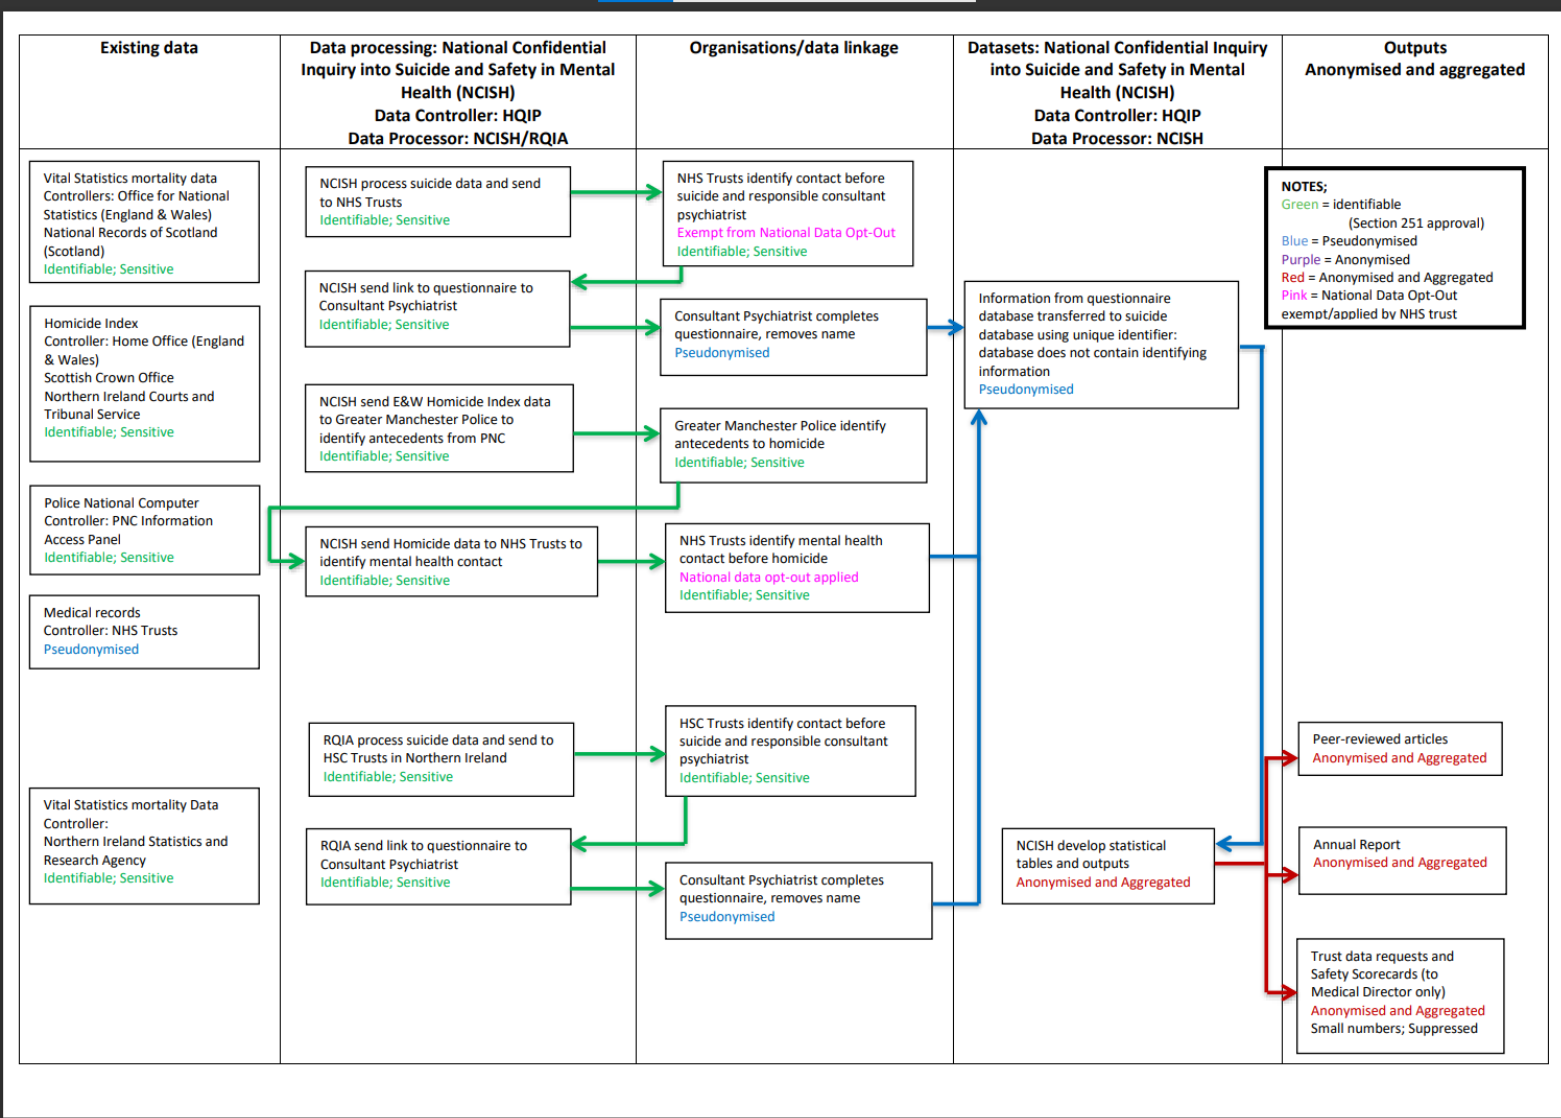 Existing data
Data processing: National Confidential
Inquiry into Suicide and Safety in Mental
Health (NCISH)
Data Controller: HQIP
Data Processor: NCISH/RQIA
Organisations/data linkage
Datasets: National Confidential Inquiry
into Suicide and Safety in Mental
Health (NCISH)
Data Controller: HQIP
Data Processor: NCISH
Outputs
Anonymised and aggregated
Vital Statistics mortality data
Controllers: Office for National
Statistics (England & Wales)
National Records of Scotland
(Scotland)
Identifiable; Sensitive
Homicide Index
Controller: Home Office (England
& Wales)
Scottish Crown Office
Northern Ireland Courts and
Tribunal Service
Identifiable; Sensitive
Police National Computer
Controller: PNC Information
Access Panel
Identifiable; Sensitive
Medical records
Controller: NHS Trusts
Pseudonymised
Vital Statistics mortality Data
Controller:
Northern Ireland Statistics and
Research Agency
Identifiable; Sensitive
NCISH process suicide data and send
to NHS Trusts
Identifiable; Sensitive
NCISH send link to questionnaire to
Consultant Psychiatrist
Identifiable; Sensitive
NCISH send E&W Homicide Index data
to Greater Manchester Police to
identify antecedents from PNC
Identifiable; Sensitive
NCISH send Homicide data to NHS Trusts to
identify mental health contact
Identifiable; Sensitive
RQIA process suicide data and send to
HSC Trusts in Northern Ireland
Identifiable; Sensitive
RQIA send link to questionnaire to
Consultant Psychiatrist
Identifiable; Sensitive
NHS Trusts identify contact before
suicide and responsible consultant
psychiatrist
Exempt from National Data Opt-Out
Identifiable; Sensitive
Consultant Psychiatrist completes
questionnaire, removes name
Pseudonymised
Greater Manchester Police identify
antecedents to homicide
Identifiable; Sensitive
NHS Trusts identify mental health
contact before homicide
National data opt-out applied
Identifiable; Sensitive
HSC Trusts identify contact before
suicide and responsible consultant
psychiatrist
Identifiable; Sensitive
Consultant Psychiatrist completes
questionnaire, removes name
Pseudonymised
Information from questionnaire
database transferred to suicide
database using unique identifier:
database does not contain identifying
information
Pseudonymised
NCISH develop statistical
tables and outputs
Anonymised and Aggregated
NOTES;
Green = identifiable
(Section 251 approval)
Blue = Pseudonymised
Purple = Anonymised
Red = Anonymised and Aggregated
Pink = National Data Opt-Out
exempt/applied by NHS trust
Peer-reviewed articles
Anonymised and Aggregated
Annual Report
Anonymised and Aggregated
Trust data requests and
Safety Scorecards (to
Medical Director only)
Anonymised and Aggregated
Small numbers; Suppressed